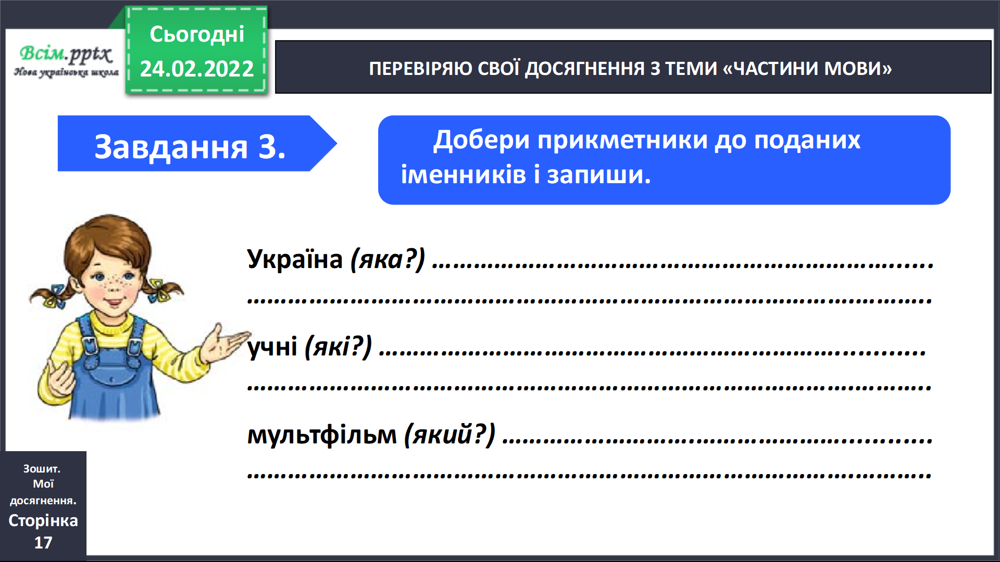 Всім.pptx
Нова українська школа
Сьогодні
24.02.2022
ПЕРЕВІРЯЮ СВОЇ ДОСЯГНЕННЯ З ТЕМИ «ЧАСТИНИ МОВИ»
Завдання 3.
Добери прикметники до поданих
іменників і запиши.
Україна (яка?) ……………………………………………………………......
………………………………………………………………………………….………..
учні (які?) ……………………………………………………………...........
………………………………………………………………………………….………..
мультфільм (який?) ……………………….…………………...........
………………………………………………………………………………….………..
Зошит.
Мої
досягнення.
Сторінка
17